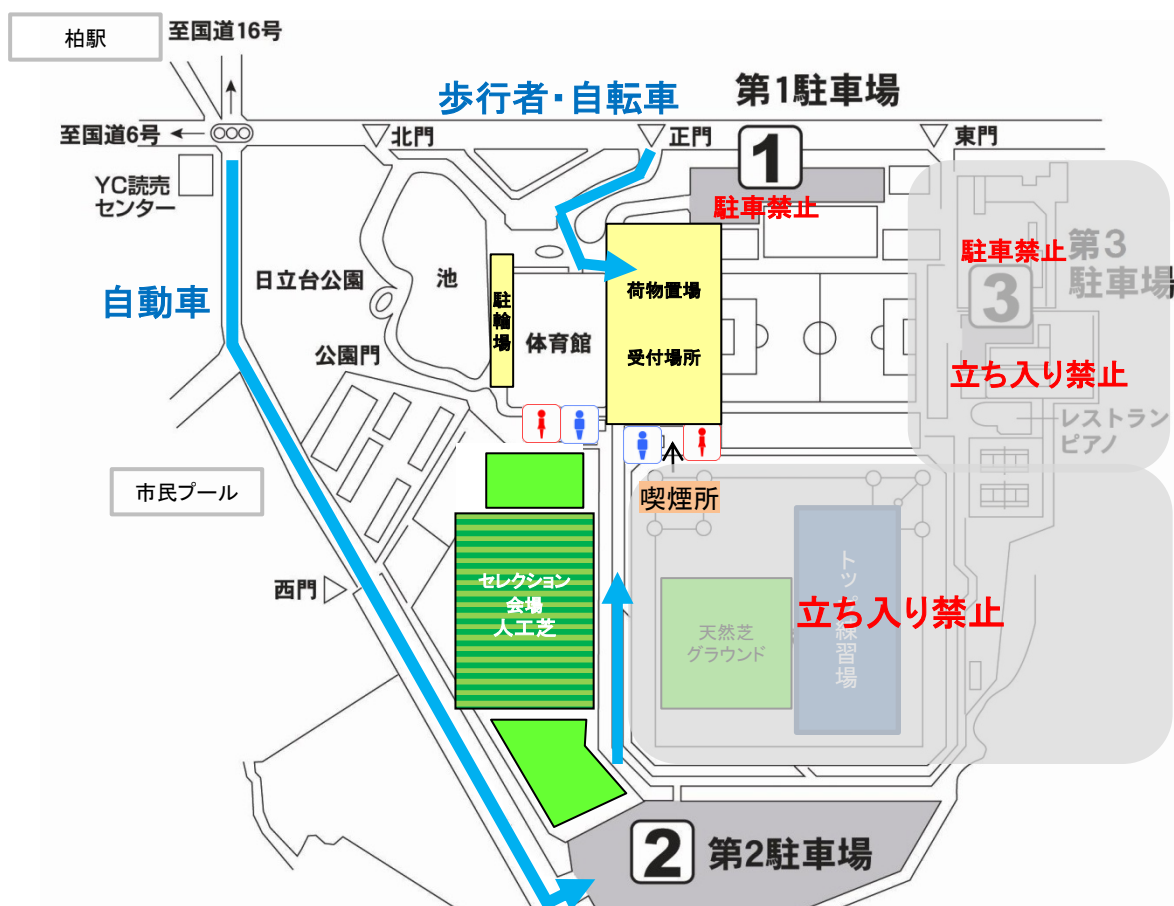 柏駅
至国道16号
歩行者・自転車
第1駐車場
至国道6号
北門
正門
1
東門
YC読売
センター
駐車禁止
駐車禁止
第3
駐車場
3
日立台公園
池
自動車
駐輪場
体育館
荷物置場
受付場所
公園門
立ち入り禁止
レストラン
ピアノ
市民プール
喫煙所
西門
セレクション
会場
人工芝
天然芝
グラウンド
立ち入り禁止
トップ練習場
2
第2駐車場